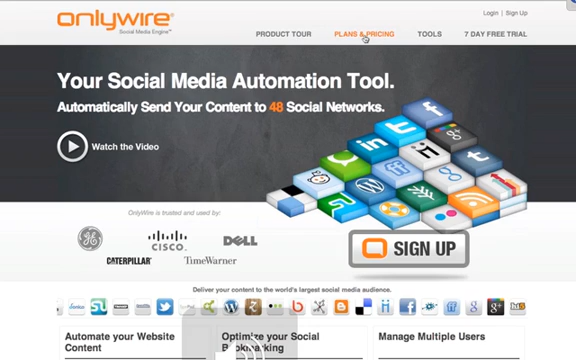 onlywire
Social Media Engine™
Login | Sign Up
PRODUCT TOUR
PLANS & PRICING
TOOLS
7 DAY FREE TRIAL
Your Social Media Automation Tool.
Automatically Send Your Content to 48 Social Networks.
Watch the Video
OnlyWire is trusted and used by:
GE
CISCO.
DELL
CATERPILLAR
TimeWarner
SIGN UP
Deliver your content to the world's largest social media audience.
Automate your Website
Content
Optimize your Social
Bookmarking
Manage Multiple Users